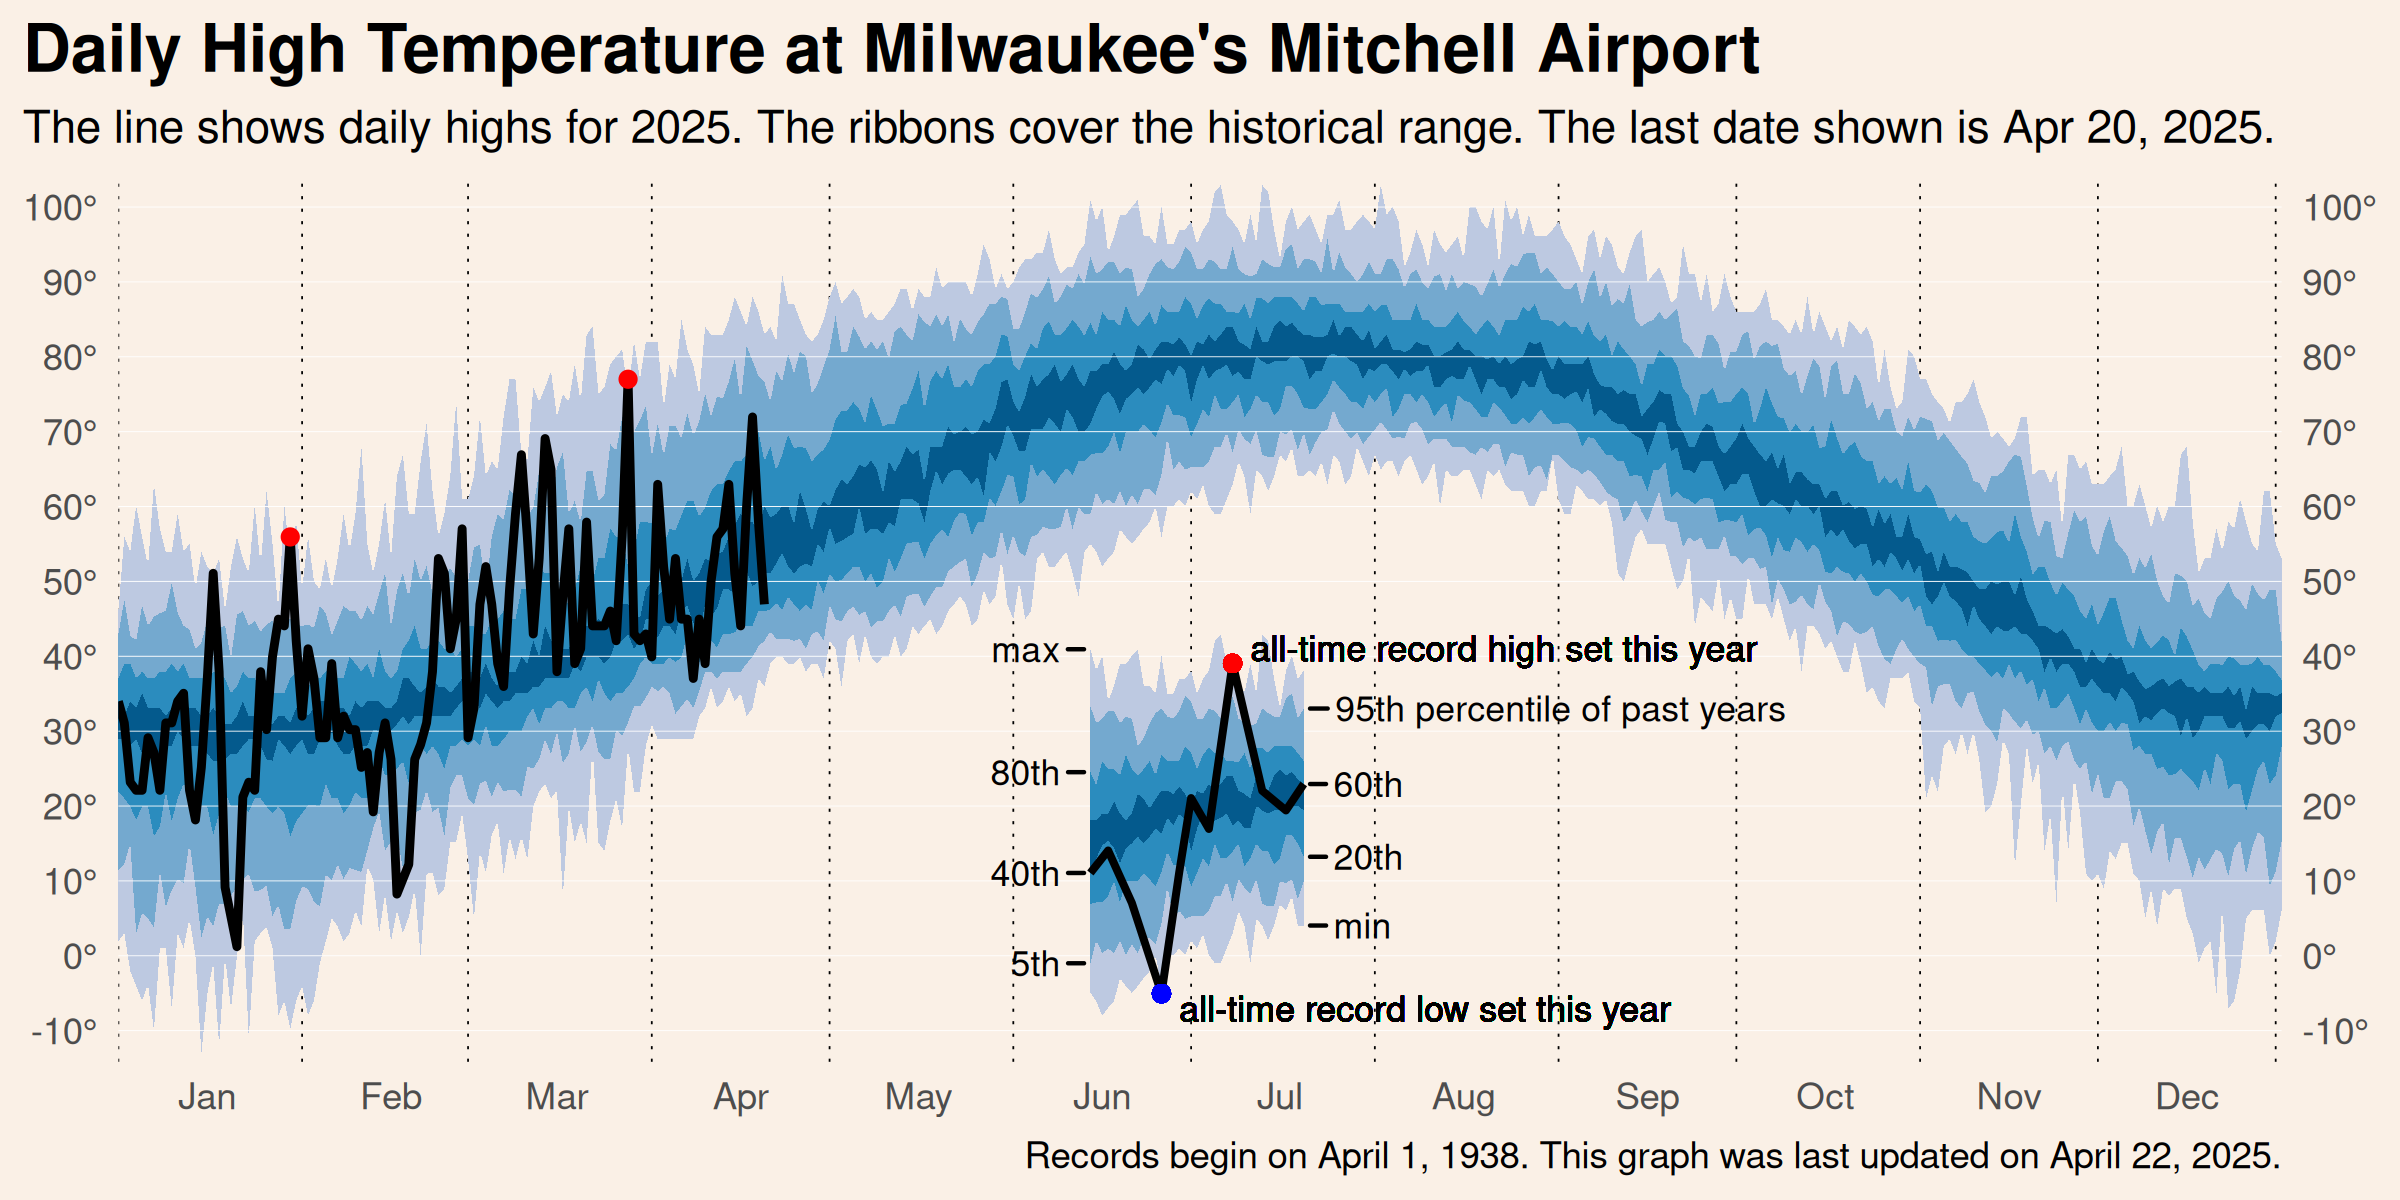 Daily High Temperature at Milwaukee's Mitchell Airport
The line shows daily highs for 2025. The ribbons cover the historical range. The last date shown is Apr 20, 2025.
100° 100°
90° 90°
80° 80°
70° 70°
60° 60°
50° 50°
max all-time record high set this year
40° 40°
95th percentile of past years
30° 30°
80th 60th
20° 20°
40th 20th
10° 10°
min
5th
0° 0°
all-time record low set this year
-10° -10°
Jan Feb Mar Apr May Jun Jul Aug Sep Oct Nov Dec
Records begin on April 1, 1938. This graph was last updated on April 22, 2025.